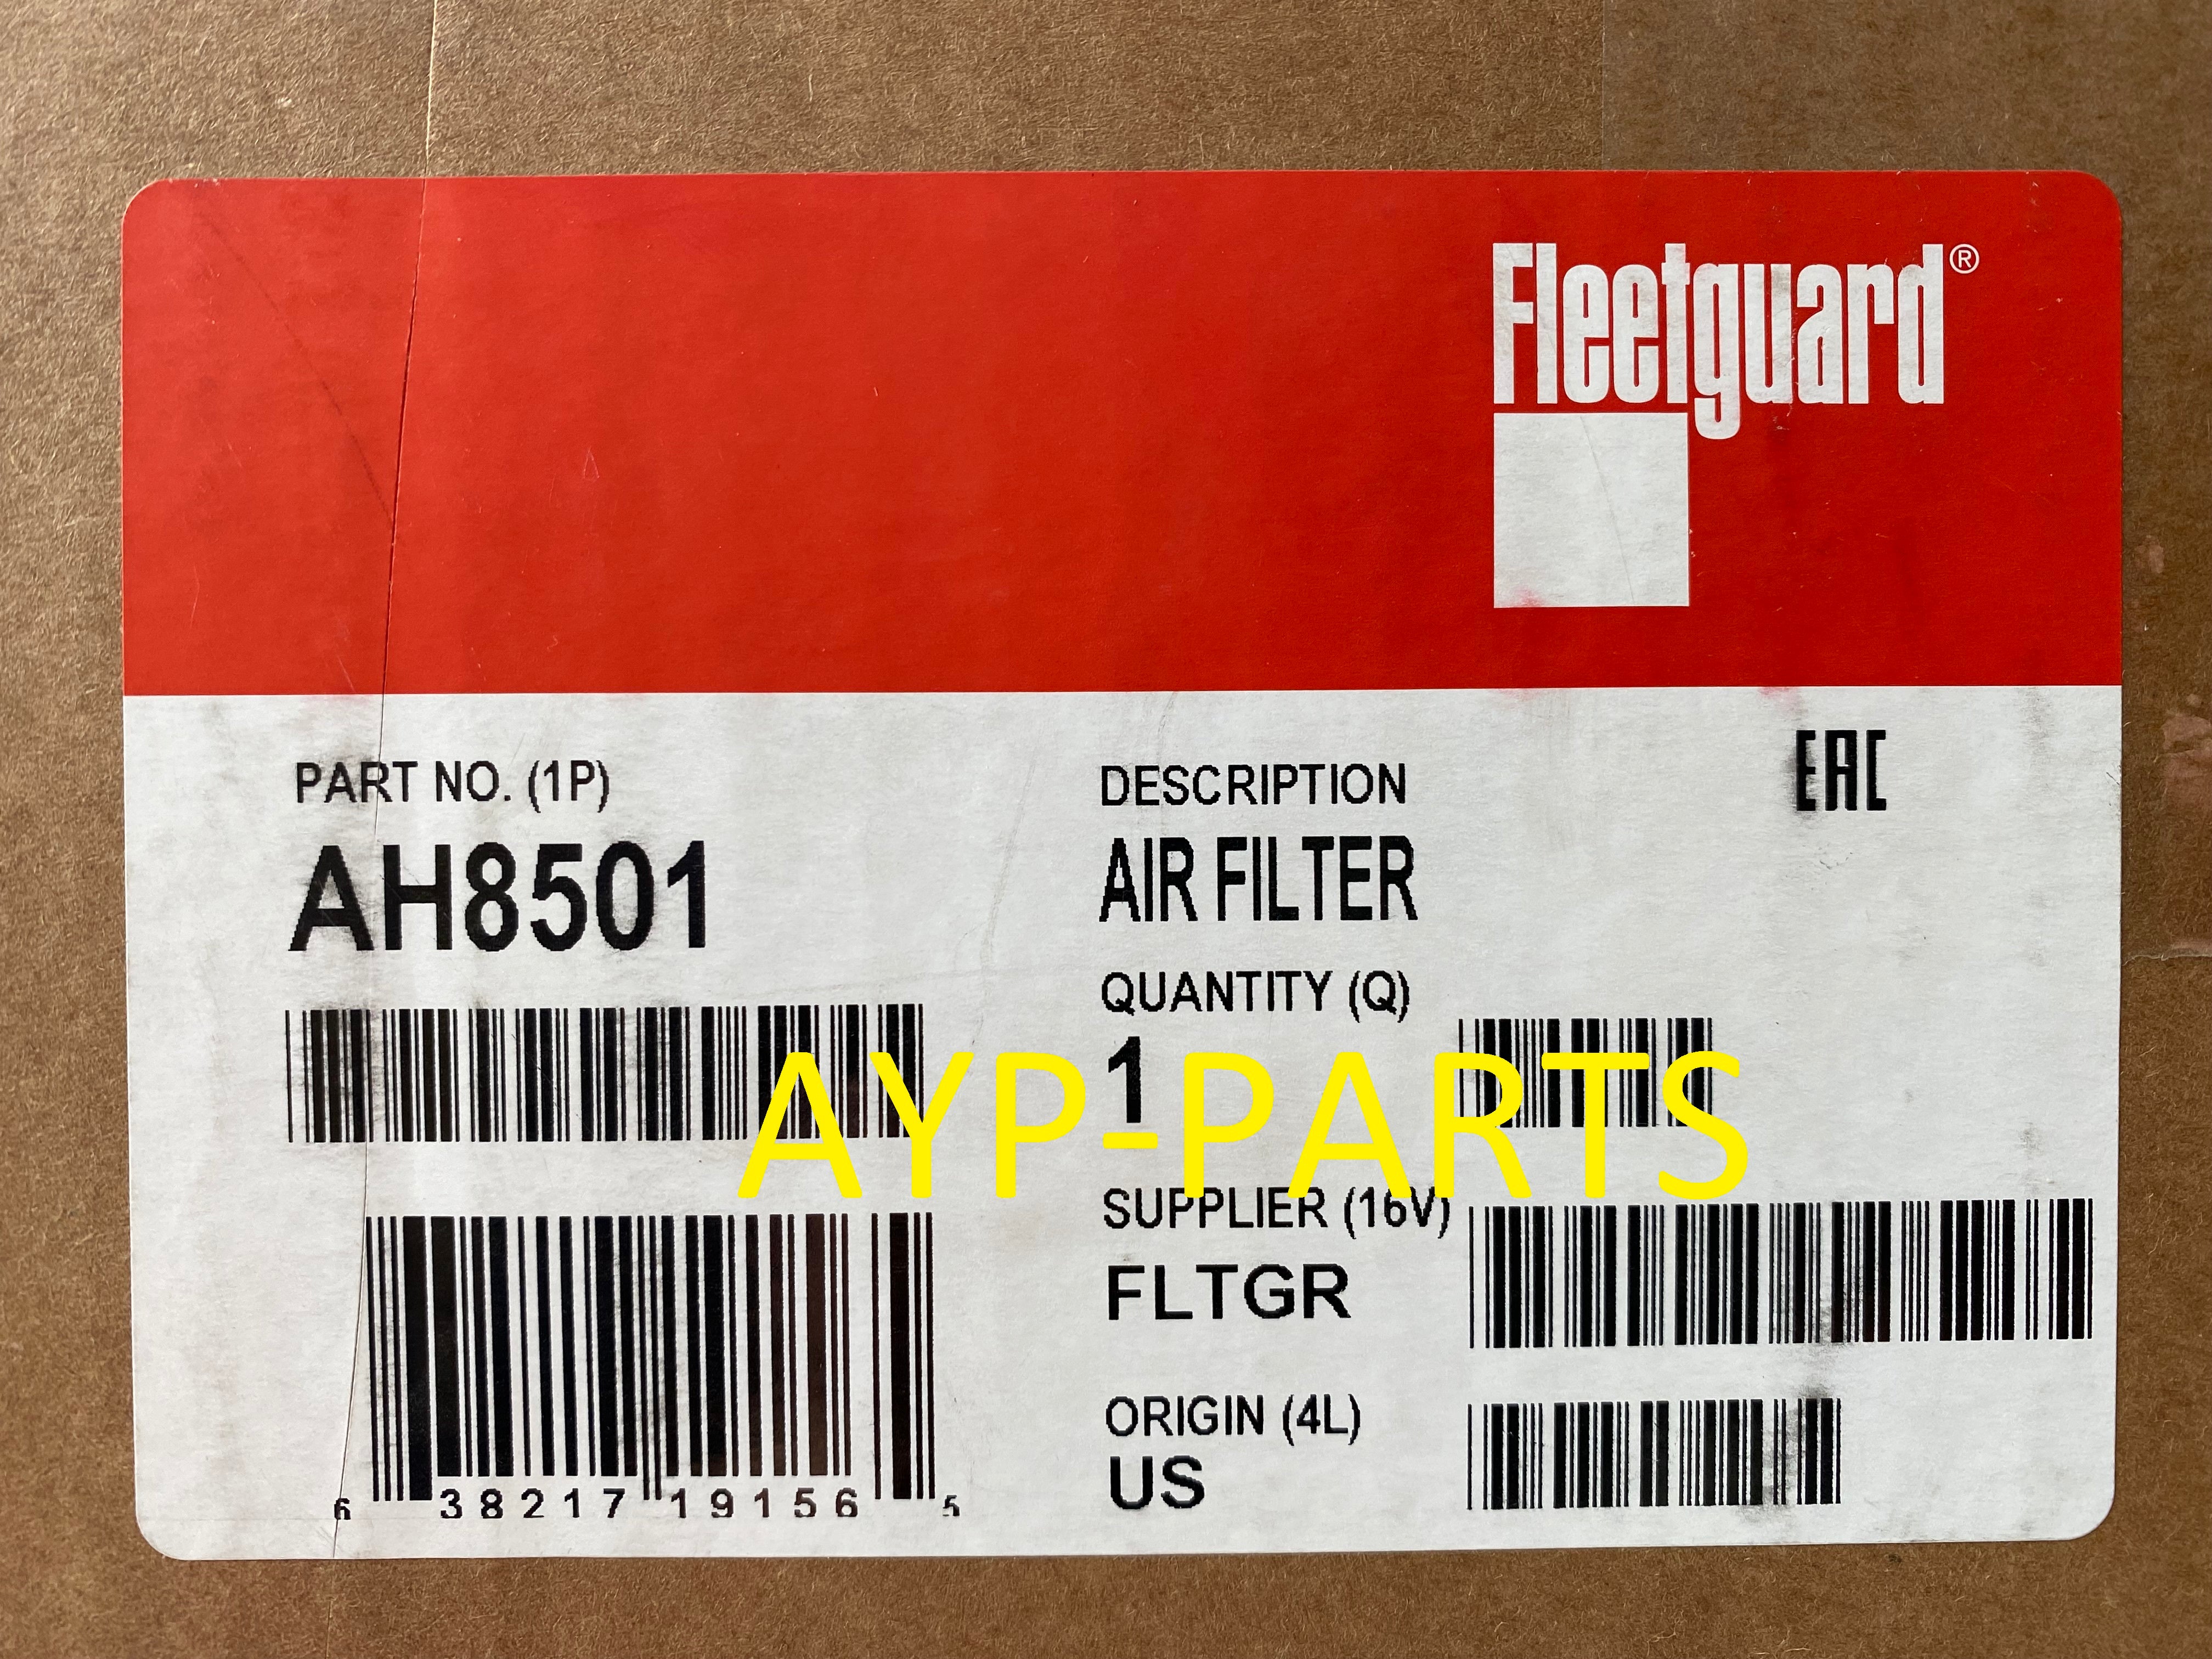 Fleetguard®
EAC
PART NO. (1P)
AH8501
6 38217 19156 5
DESCRIPTION
AIR FILTER
QUANTITY (Q)
1
AYP-PARTS
SUPPLIER (16V)
FLTGR
ORIGIN (4L)
US